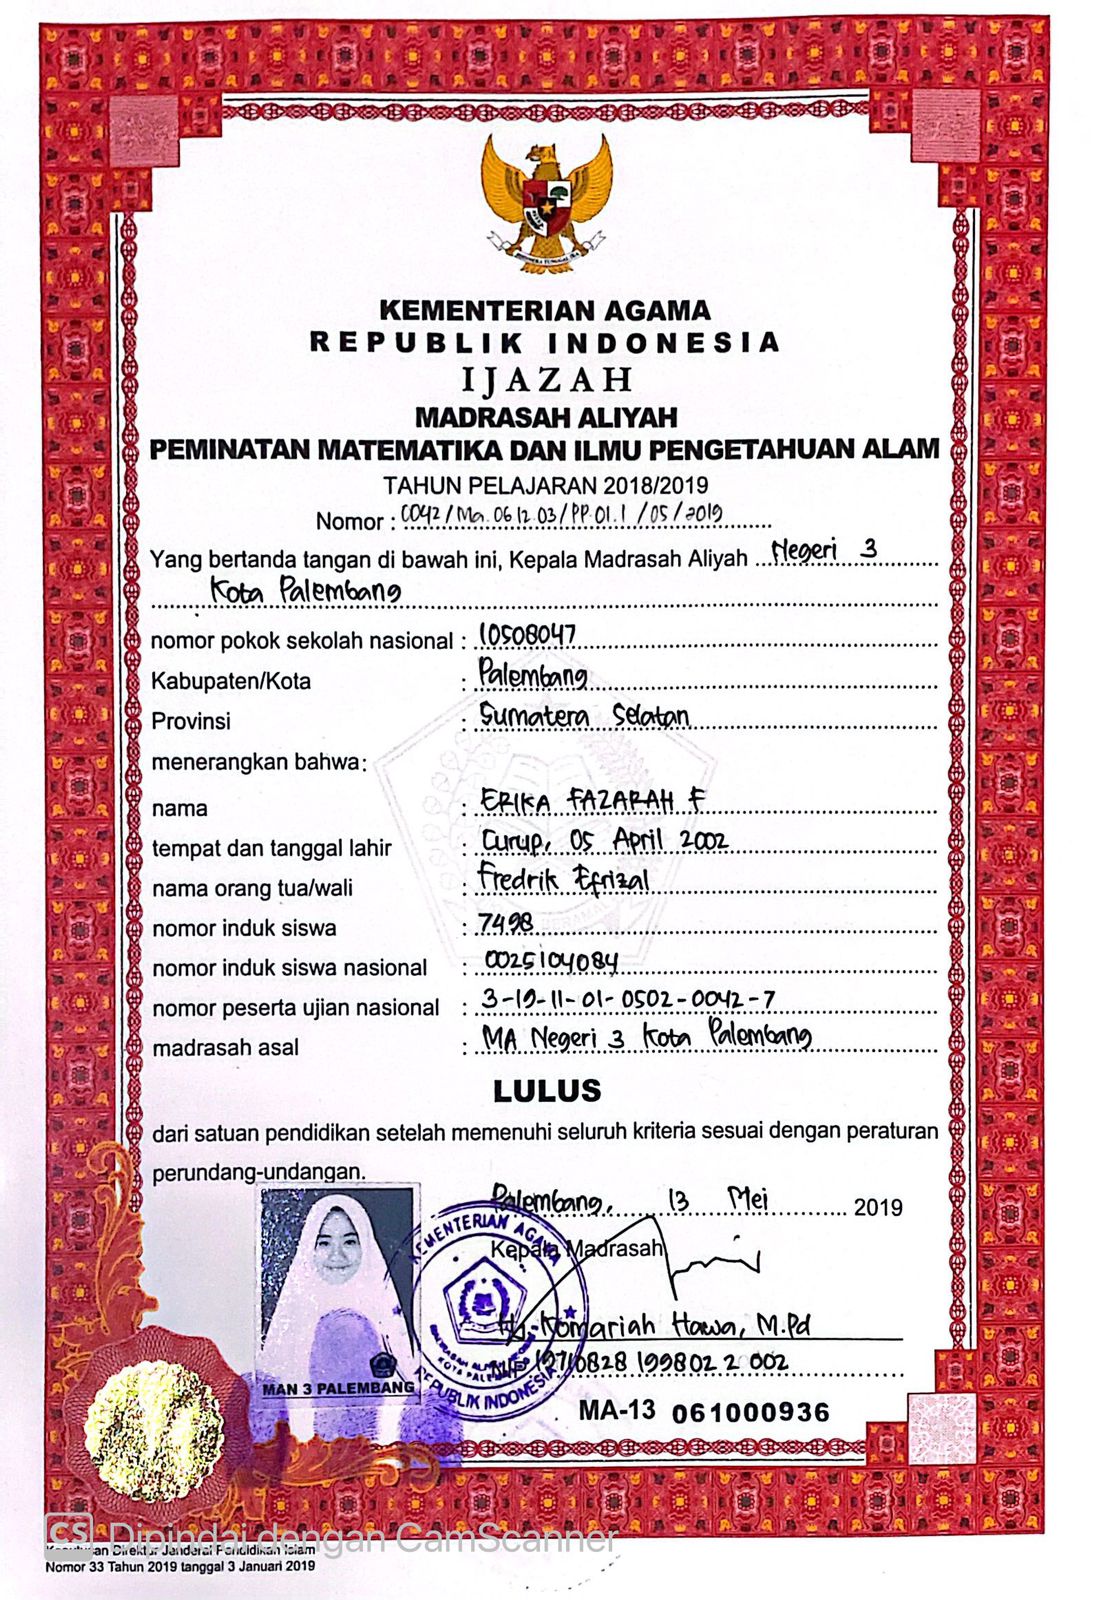 KEMENTERIAN AGAMA
REPUBLIK INDONESIA
IJAZAH
MADRASAH ALIYAH
PEMINATAN MATEMATIKA DAN ILMU PENGETAHUAN ALAM
TAHUN PELAJARAN 2018/2019
Nomor : 0042/Ma.06.12.03/PP.01.1/05/2019
Yang bertanda tangan di bawah ini, Kepala Madrasah Aliyah Negeri 3
Kota Palembang
nomor pokok sekolah nasional : 10508047
Kabupaten/Kota : Palembang
Provinsi : Sumatera Selatan
menerangkan bahwa:
nama : ERIKA FAZARAH F
tempat dan tanggal lahir : Curup, 05 April 2002
nama orang tua/wali : Fredrik Efrizal
nomor induk siswa : 7498
nomor induk siswa nasional : 0025104084
nomor peserta ujian nasional : 3-19-11-01-0502-0042-7
madrasah asal : MA Negeri 3 Kota Palembang
LULUS
dari satuan pendidikan setelah memenuhi seluruh kriteria sesuai dengan peraturan
perundang-undangan.
Palembang, 13 Mei 2019
Kepala Madrasah
KEMENTERIAN AGAMA
REPUBLIK INDONESIA
Hj. Komariah Hawa, M.Pd
NIP 19710828 199802 2 002
MAN 3 PALEMBANG
MA-13 061000936
CS Dipindai dengan CamScanner
Keputusan Direktur Jenderal Pendidikan Islam
Nomor 33 Tahun 2019 tanggal 3 Januari 2019